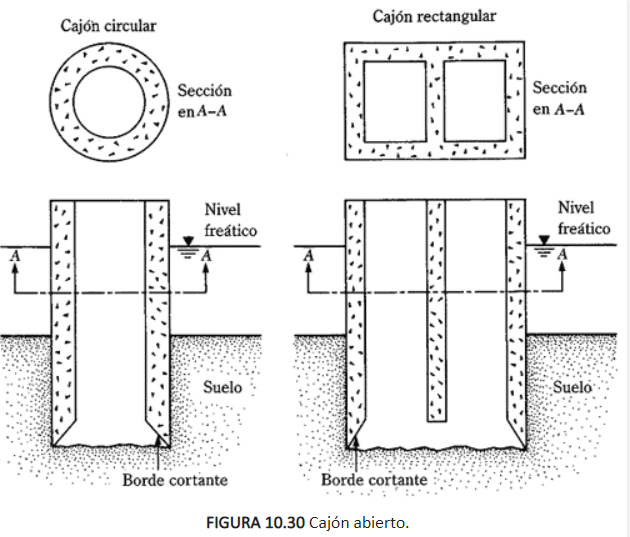 Cajón circular
Sección
en A–A
Nivel
freático
A
A
Suelo
Borde cortante
Cajón rectangular
Sección
en A–A
Nivel
freático
A
A
Suelo
Borde cortante
FIGURA 10.30 Cajón abierto.